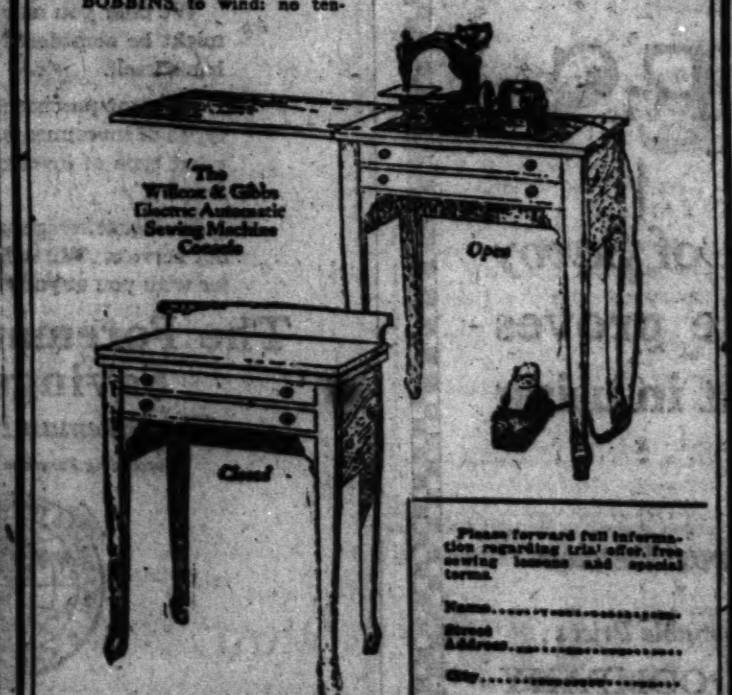 BOBBINS, to wind; no ten-
The
Willcox & Gibbs
Electric Automatic
Sewing Machine
Console
Open
Closed
Please forward full informa-
tion regarding trial offer, free
sewing lessons and special
terms.
Name
Street
Address
City